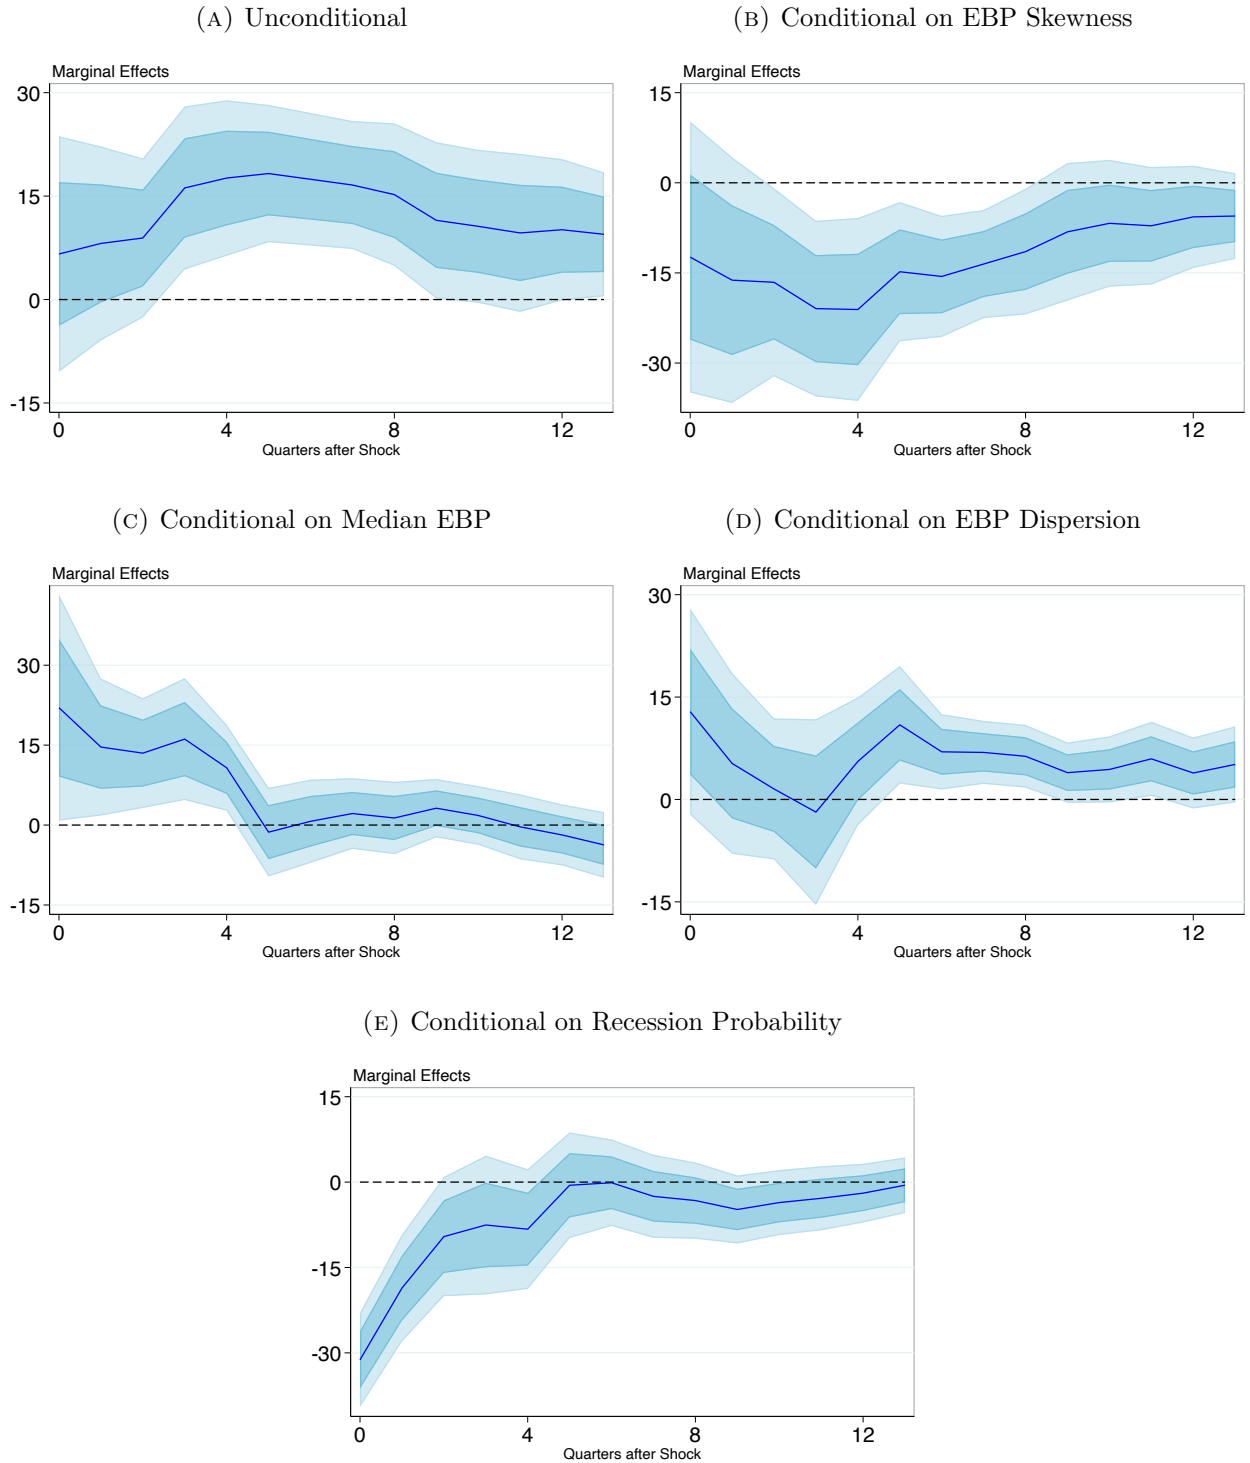 (A) Unconditional
Marginal Effects
30
15
0
-15
0 4 8 12
Quarters after Shock
(B) Conditional on EBP Skewness
Marginal Effects
15
0
-15
-30
0 4 8 12
Quarters after Shock
(C) Conditional on Median EBP
Marginal Effects
30
15
0
-15
0 4 8 12
Quarters after Shock
(D) Conditional on EBP Dispersion
Marginal Effects
30
15
0
-15
0 4 8 12
Quarters after Shock
(E) Conditional on Recession Probability
Marginal Effects
15
0
-15
-30
0 4 8 12
Quarters after Shock